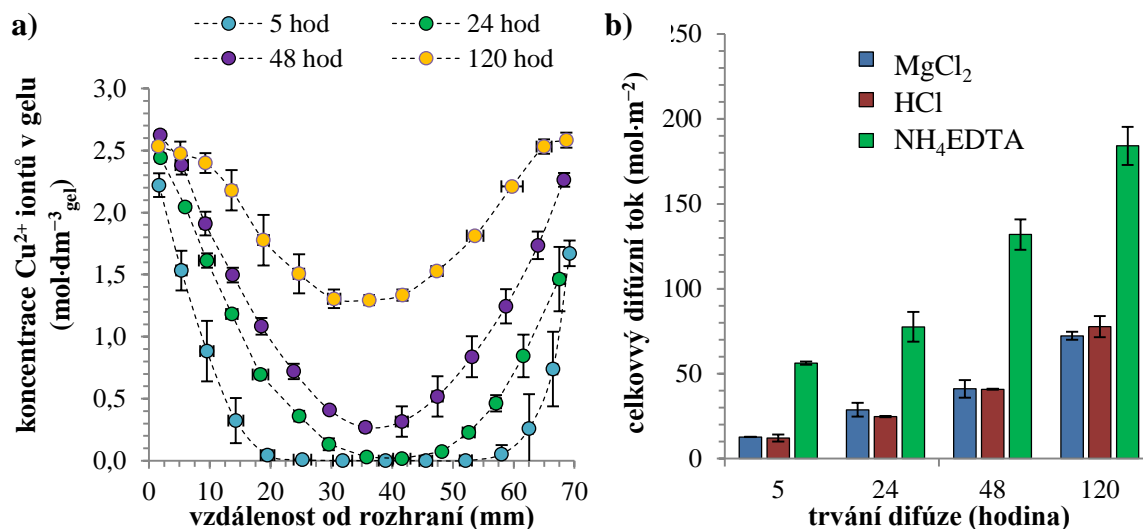 a)
5 hod
24 hod
48 hod
120 hod
koncentrace Cu²⁺ iontů v gelu
(mol·dm⁻³gel)
3,0
2,5
2,0
1,5
1,0
0,5
0,0
0 10 20 30 40 50 60 70
vzdálenost od rozhraní (mm)
b)
celkovvý difúzní tok (mol·m⁻²)
250
200
150
100
50
0
MgCl₂
HCl
NH₄EDTA
5 24 48 120
trvání difúze (hodina)